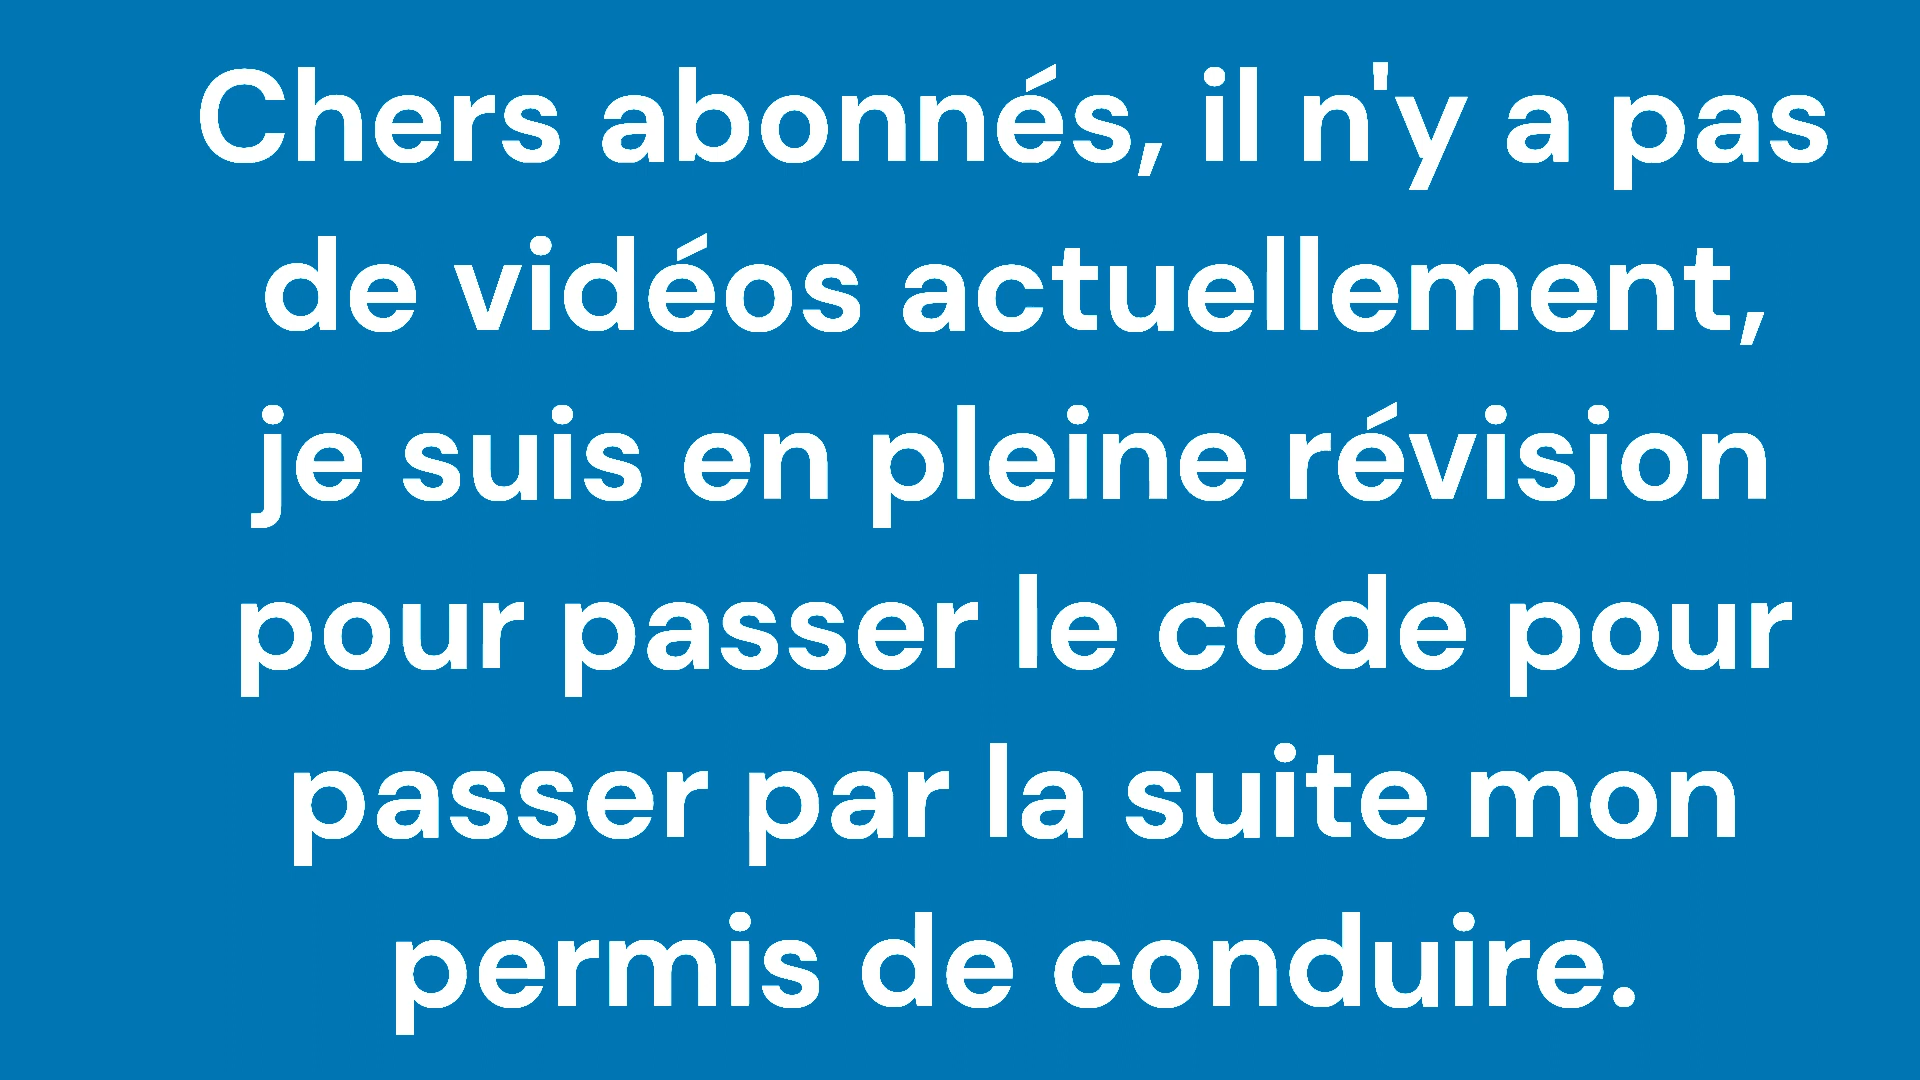 Chers abonnés, il n'y a pas
de vidéos actuellement,
je suis en pleine révision
pour passer le code pour
passer par la suite mon
permis de conduire.